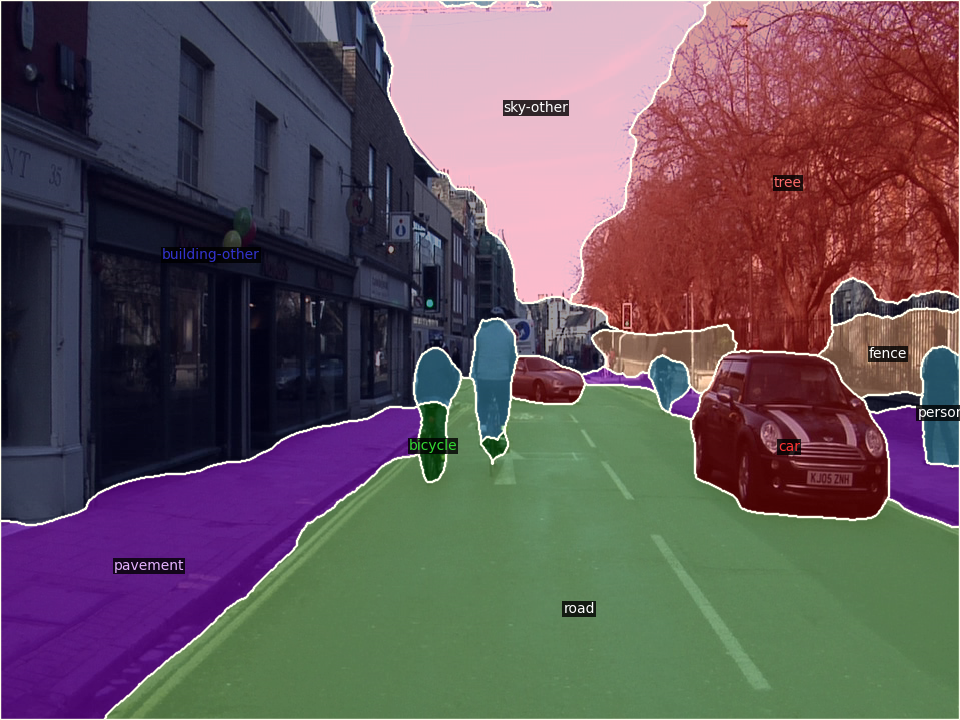 sky-other
tree
NT 35
building-other
fence
person
bicycle
car
KJ05 ZNH
pavement
road